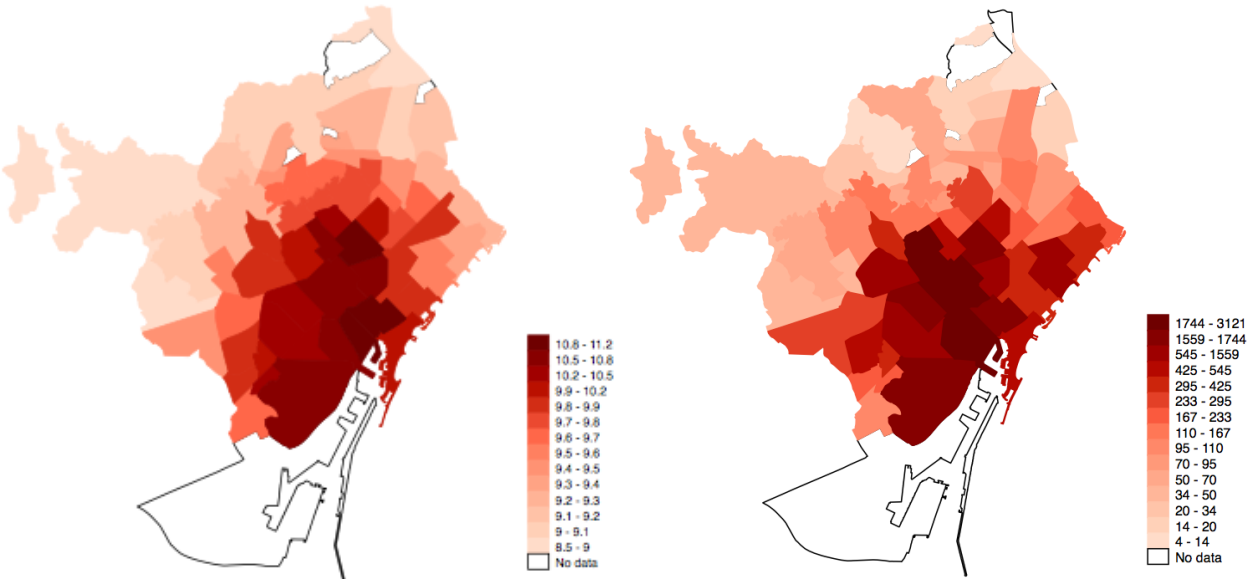 10.8 - 11.2
10.5 - 10.8
10.2 - 10.5
9.9 - 10.2
9.8 - 9.9
9.7 - 9.8
9.6 - 9.7
9.5 - 9.6
9.4 - 9.5
9.3 - 9.4
9.2 - 9.3
9.1 - 9.2
9 - 9.1
8.5 - 9
No data
1744 - 3121
1559 - 1744
545 - 1559
425 - 545
295 - 425
233 - 295
167 - 233
110 - 167
95 - 110
70 - 95
50 - 70
34 - 50
20 - 34
14 - 20
4 - 14
No data